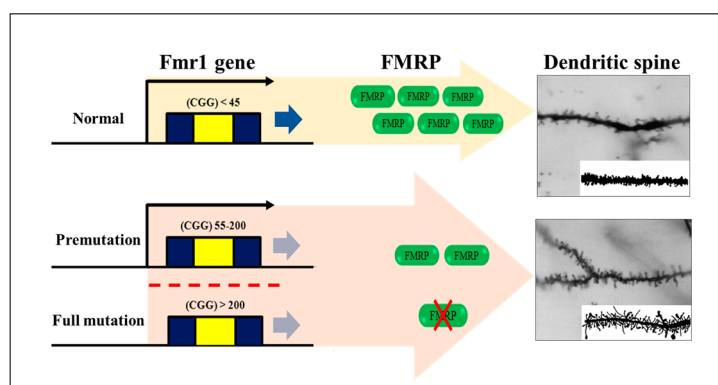 Fmr1 gene
FMRP
Dendritic spine
Normal
(CGG) < 45
FMRP FMRP FMRP
FMRP FMRP FMRP
Premutation
(CGG) 55-200
FMRP FMRP
Full mutation
(CGG) > 200
FMRP